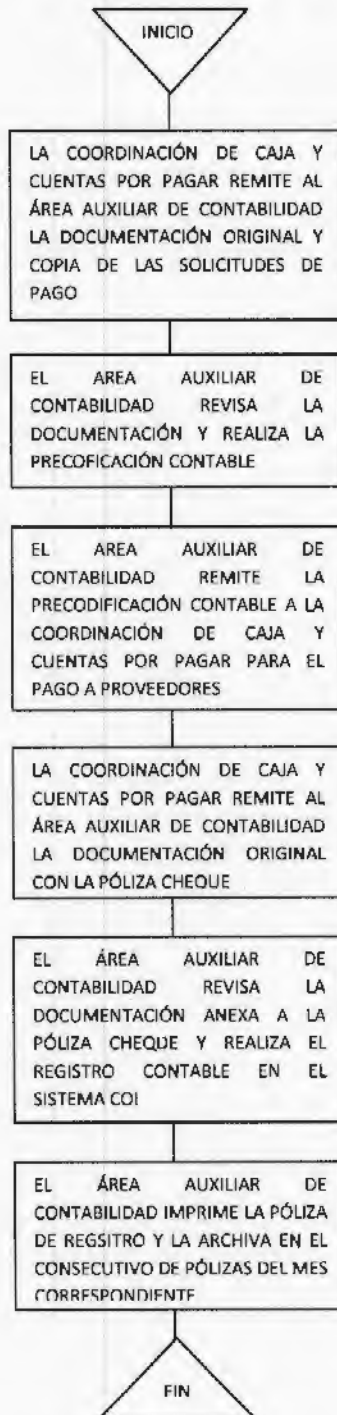 INICIO
LA COORDINACIÓN DE CAJA Y
CUENTAS POR PAGAR REMITE AL
ÁREA AUXILIAR DE CONTABILIDAD
LA DOCUMENTACIÓN ORIGINAL Y
COPIA DE LAS SOLICITUDES DE
PAGO
EL AREA AUXILIAR DE
CONTABILIDAD REVISA LA
DOCUMENTACIÓN Y REALIZA LA
PRECOFICACIÓN CONTABLE
EL AREA AUXILIAR DE
CONTABILIDAD REMITE LA
PRECODIFICACIÓN CONTABLE A LA
COORDINACIÓN DE CAJA Y
CUENTAS POR PAGAR PARA EL
PAGO A PROVEEDORES
LA COORDINACIÓN DE CAJA Y
CUENTAS POR PAGAR REMITE AL
ÁREA AUXILIAR DE CONTABILIDAD
LA DOCUMENTACIÓN ORIGINAL
CON LA PÓLIZA CHEQUE
EL ÁREA AUXILIAR DE
CONTABILIDAD REVISA LA
DOCUMENTACIÓN ANEXA A LA
PÓLIZA CHEQUE Y REALIZA EL
REGISTRO CONTABLE EN EL
SISTEMA COI
EL ÁREA AUXILIAR DE
CONTABILIDAD IMPRIME LA PÓLIZA
DE REGSITRO Y LA ARCHIVA EN EL
CONSECUTIVO DE PÓLIZAS DEL MES
CORRESPONDIENTE
FIN